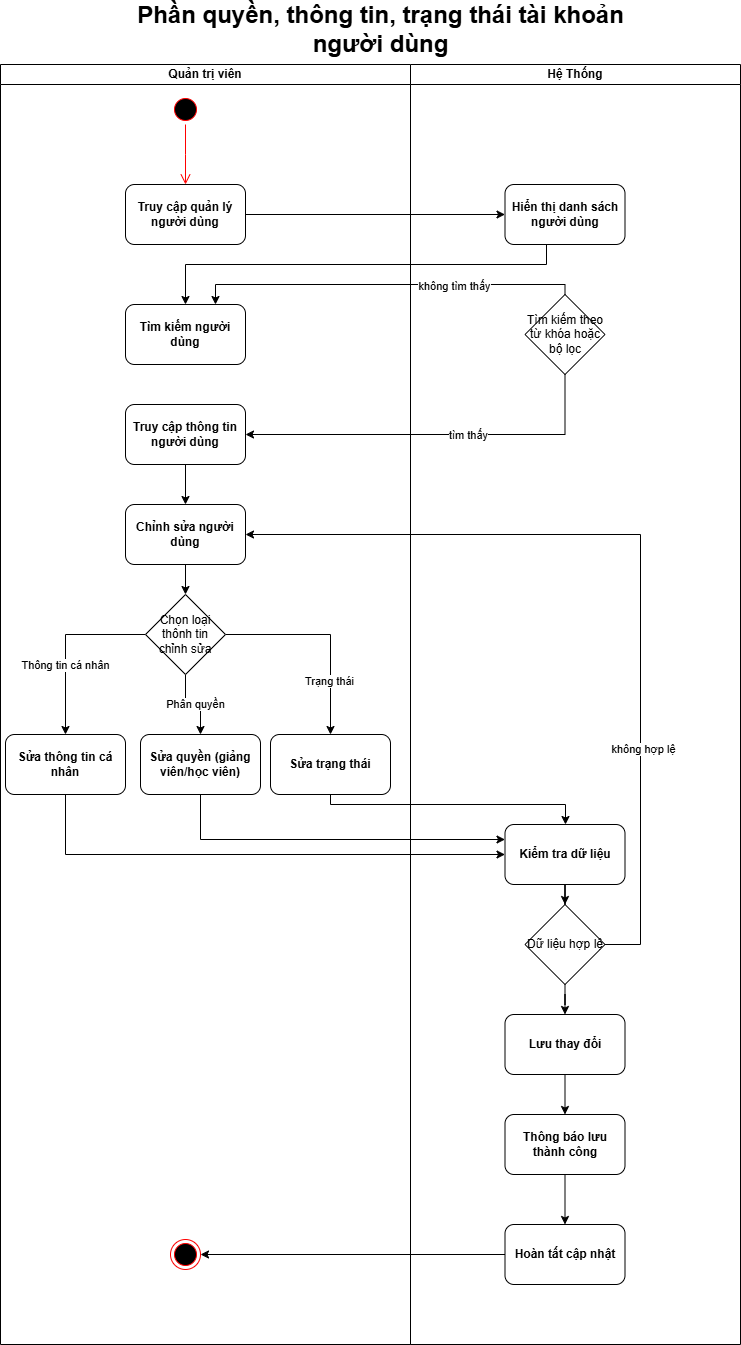 Phần quyền, thông tin, trạng thái tài khoản
người dùng
Quản trị viên
Hệ Thống
Truy cập quản lý
người dùng
Hiển thị danh sách
người dùng
không tìm thấy
Tìm kiếm người
dùng
Tìm kiếm theo
từ khóa hoặc
bộ lọc
Truy cập thông tin
người dùng
tìm thấy
Chỉnh sửa người
dùng
Chọn loại
thônh tin
chỉnh sửa
Thông tin cá nhân
Trạng thái
Phân quyền
Sửa thông tin cá
nhân
Sửa quyền (giảng
viên/học viên)
Sửa trạng thái
không hợp lệ
Kiểm tra dữ liệu
Dữ liệu hợp lệ
Lưu thay đổi
Thông báo lưu
thành công
Hoàn tất cập nhật